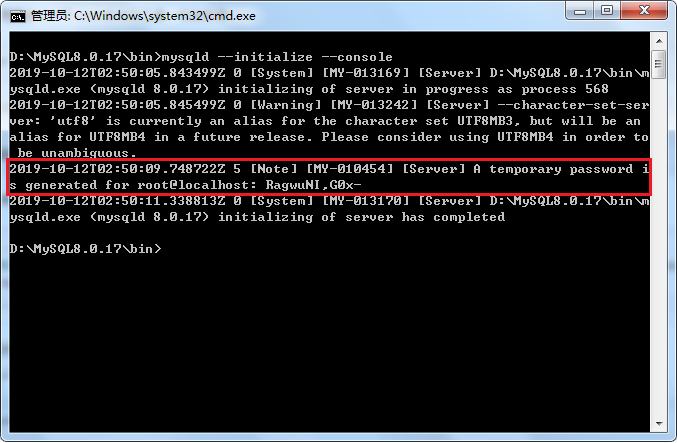 管理员: C:\Windows\system32\cmd.exe
D:\MySQL8.0.17\bin>mysqld --initialize --console
2019-10-12T02:50:05.843499Z 0 [System] [MY-013169] [Server] D:\MySQL8.0.17\bin\m
ysqld.exe (mysqld 8.0.17) initializing of server in progress as process 568
2019-10-12T02:50:05.845499Z 0 [Warning] [MY-013242] [Server] --character-set-ser
ver: 'utf8' is currently an alias for the character set UTF8MB3, but will be an
alias for UTF8MB4 in a future release. Please consider using UTF8MB4 in order to
 be unambiguous.
2019-10-12T02:50:09.748722Z 5 [Note] [MY-010454] [Server] A temporary password i
s generated for root@localhost: RagwuNI,G0x-
2019-10-12T02:50:11.338813Z 0 [System] [MY-013170] [Server] D:\MySQL8.0.17\bin\m
ysqld.exe (mysqld 8.0.17) initializing of server has completed
D:\MySQL8.0.17\bin>